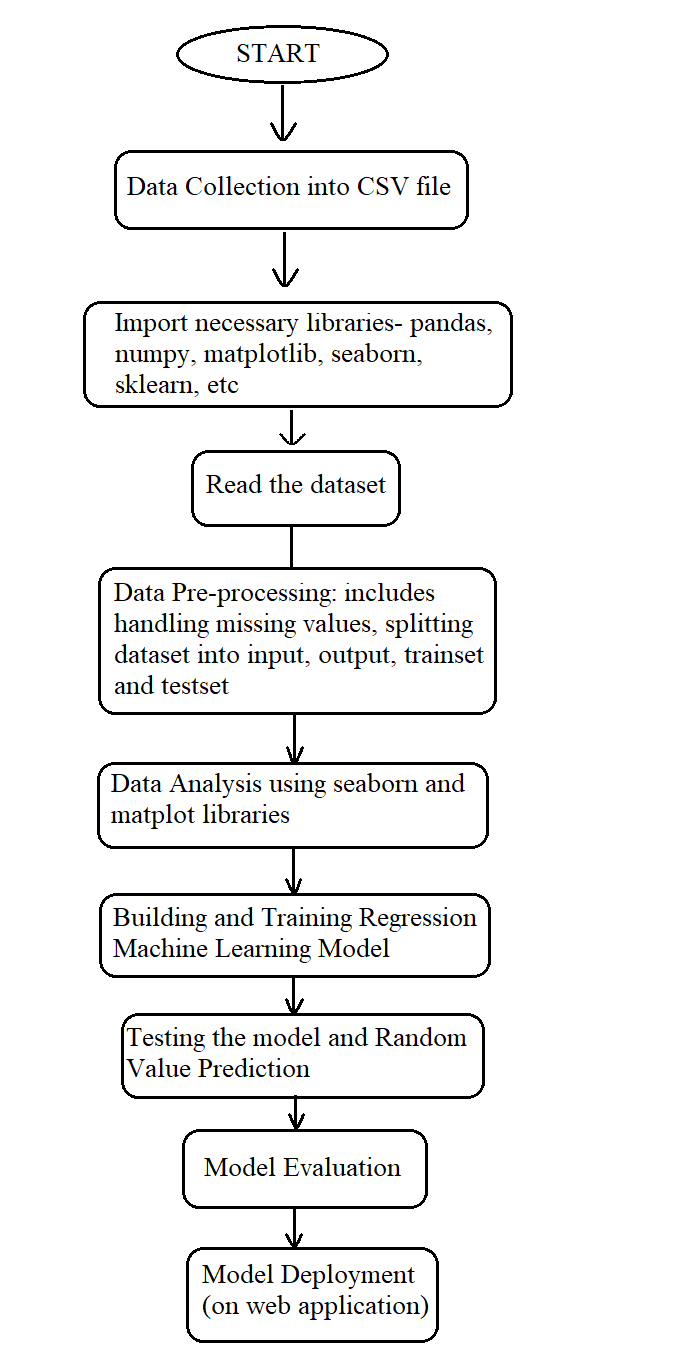 START
Data Collection into CSV file
Import necessary libraries- pandas,
numpy, matplotlib, seaborn,
sklearn, etc
Read the dataset
Data Pre-processing: includes
handling missing values, splitting
dataset into input, output, trainset
and testset
Data Analysis using seaborn and
matplot libraries
Building and Training Regression
Machine Learning Model
Testing the model and Random
Value Prediction
Model Evaluation
Model Deployment
(on web application)